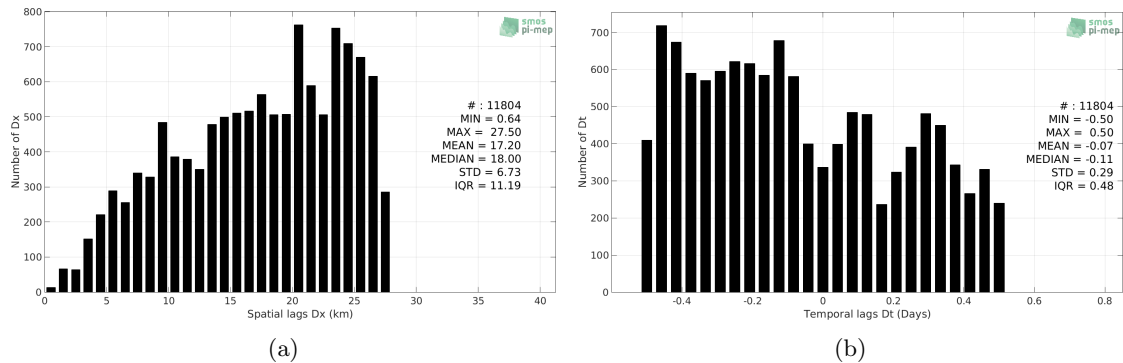 800
700
600
500
400
300
200
100
0
0
5
10
15
20
25
30
35
40
Number of Dx
Spatial lags Dx (km)
smos
pi-mep
# : 11804
MIN = 0.64
MAX = 27.50
MEAN = 17.20
MEDIAN = 18.00
STD = 6.73
IQR = 11.19
(a)
700
600
500
400
300
200
100
0
-0.4
-0.2
0
0.2
0.4
0.6
0.8
Number of Dt
Temporal lags Dt (Days)
smos
pi-mep
# : 11804
MIN = -0.50
MAX = 0.50
MEAN = -0.07
MEDIAN = -0.11
STD = 0.29
IQR = 0.48
(b)